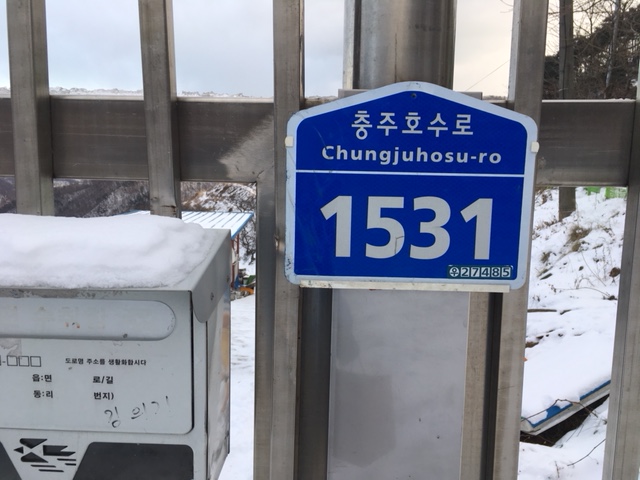 충주호수로
Chungjuhosu-ro
1531
27485
도로명 주소를 생활화합시다
읍:면 로/길
동:리 번지)